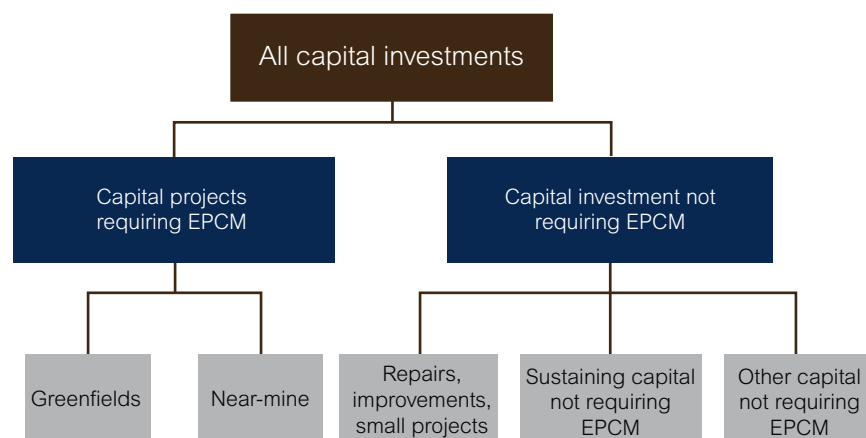 All capital investments
Capital projects
requiring EPCM
Capital investment not
requiring EPCM
Greenfields
Near-mine
Repairs,
improvements,
small projects
Sustaining capital
not requiring
EPCM
Other capital
not requiring
EPCM